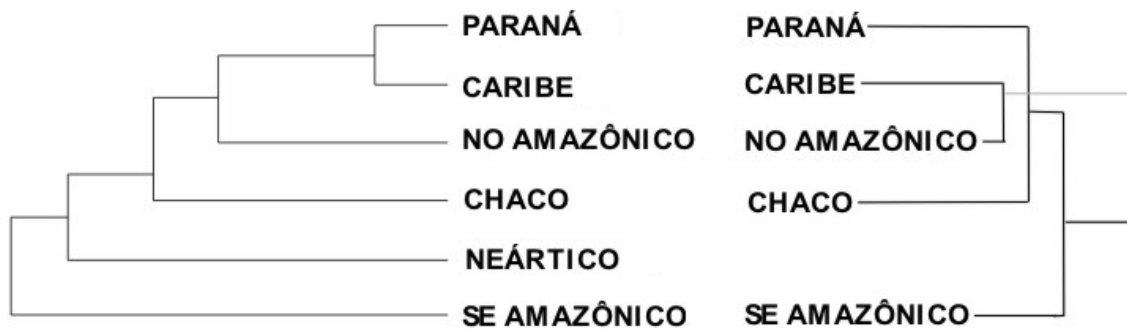 PARANÁ PARANÁ
CARIBE CARIBE
NO AMAZÔNICO NO AMAZÔNICO
CHACO CHACO
NEÁRTICO
SE AMAZÔNICO SE AMAZÔNICO